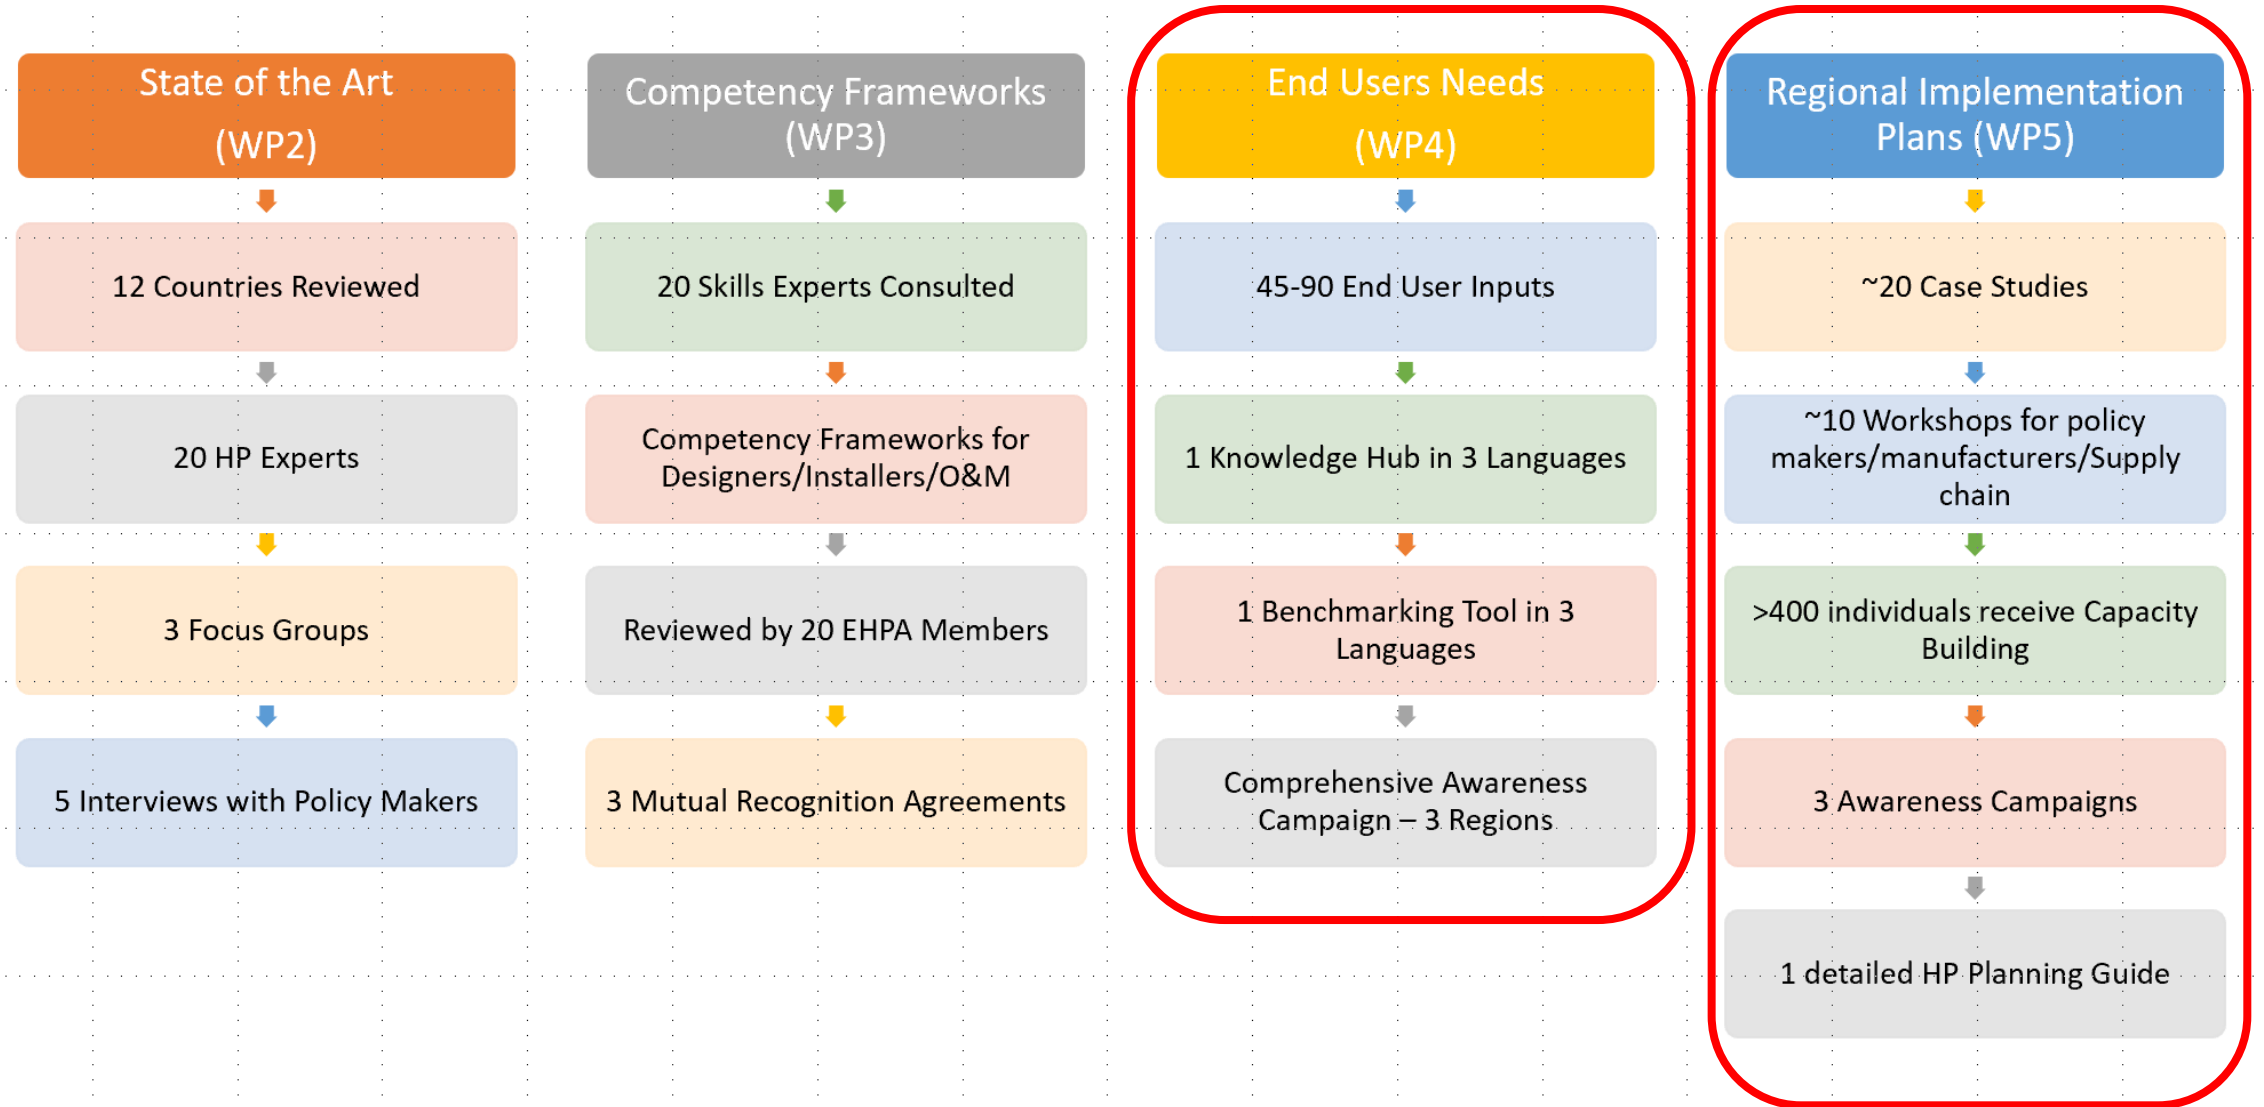 State of the Art
(WP2)
12 Countries Reviewed
20 HP Experts
3 Focus Groups
5 Interviews with Policy Makers
Competency Frameworks
(WP3)
20 Skills Experts Consulted
Competency Frameworks for
Designers/Installers/O&M
Reviewed by 20 EHPA Members
3 Mutual Recognition Agreements
End Users Needs
(WP4)
45-90 End User Inputs
1 Knowledge Hub in 3 Languages
1 Benchmarking Tool in 3
Languages
Comprehensive Awareness
Campaign – 3 Regions
Regional Implementation
Plans (WP5)
~20 Case Studies
~10 Workshops for policy
makers/manufacturers/Supply
chain
>400 individuals receive Capacity
Building
3 Awareness Campaigns
1 detailed HP Planning Guide